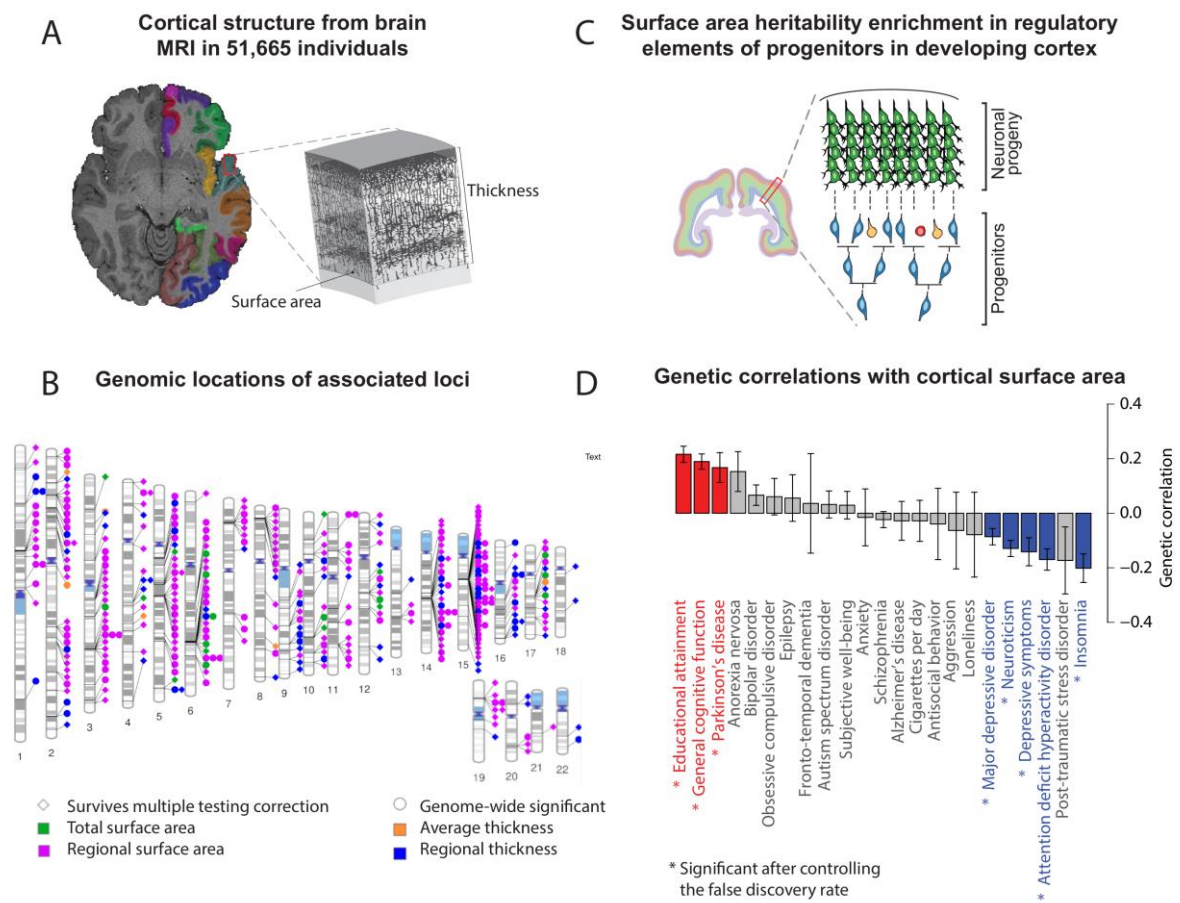 A
Cortical structure from brain
MRI in 51,665 individuals
Thickness
Surface area
C
Surface area heritability enrichment in regulatory
elements of progenitors in developing cortex
Neuronal
progeny
Progenitors
B
Genomic locations of associated loci
Text
1
2
3
4
5
6
7
8
9
10
11
12
13
14
15
16
17
18
19
20
21
22
Survives multiple testing correction
Genome-wide significant
Total surface area
Average thickness
Regional surface area
Regional thickness
D
Genetic correlations with cortical surface area
0.4
0.2
0.0
−0.2
−0.4
Genetic correlation
* Educational attainment
* General cognitive function
* Parkinson's disease
Anorexia nervosa
Bipolar disorder
Obsessive compulsive disorder
Epilepsy
Fronto-temporal dementia
Autism spectrum disorder
Subjective well-being
Anxiety
Schizophrenia
Alzheimer's disease
Cigarettes per day
Antisocial behavior
Aggression
Loneliness
* Major depressive disorder
* Neuroticism
* Depressive symptoms
* Attention deficit hyperactivity disorder
Post-traumatic stress disorder
* Insomnia
* Significant after controlling
the false discovery rate